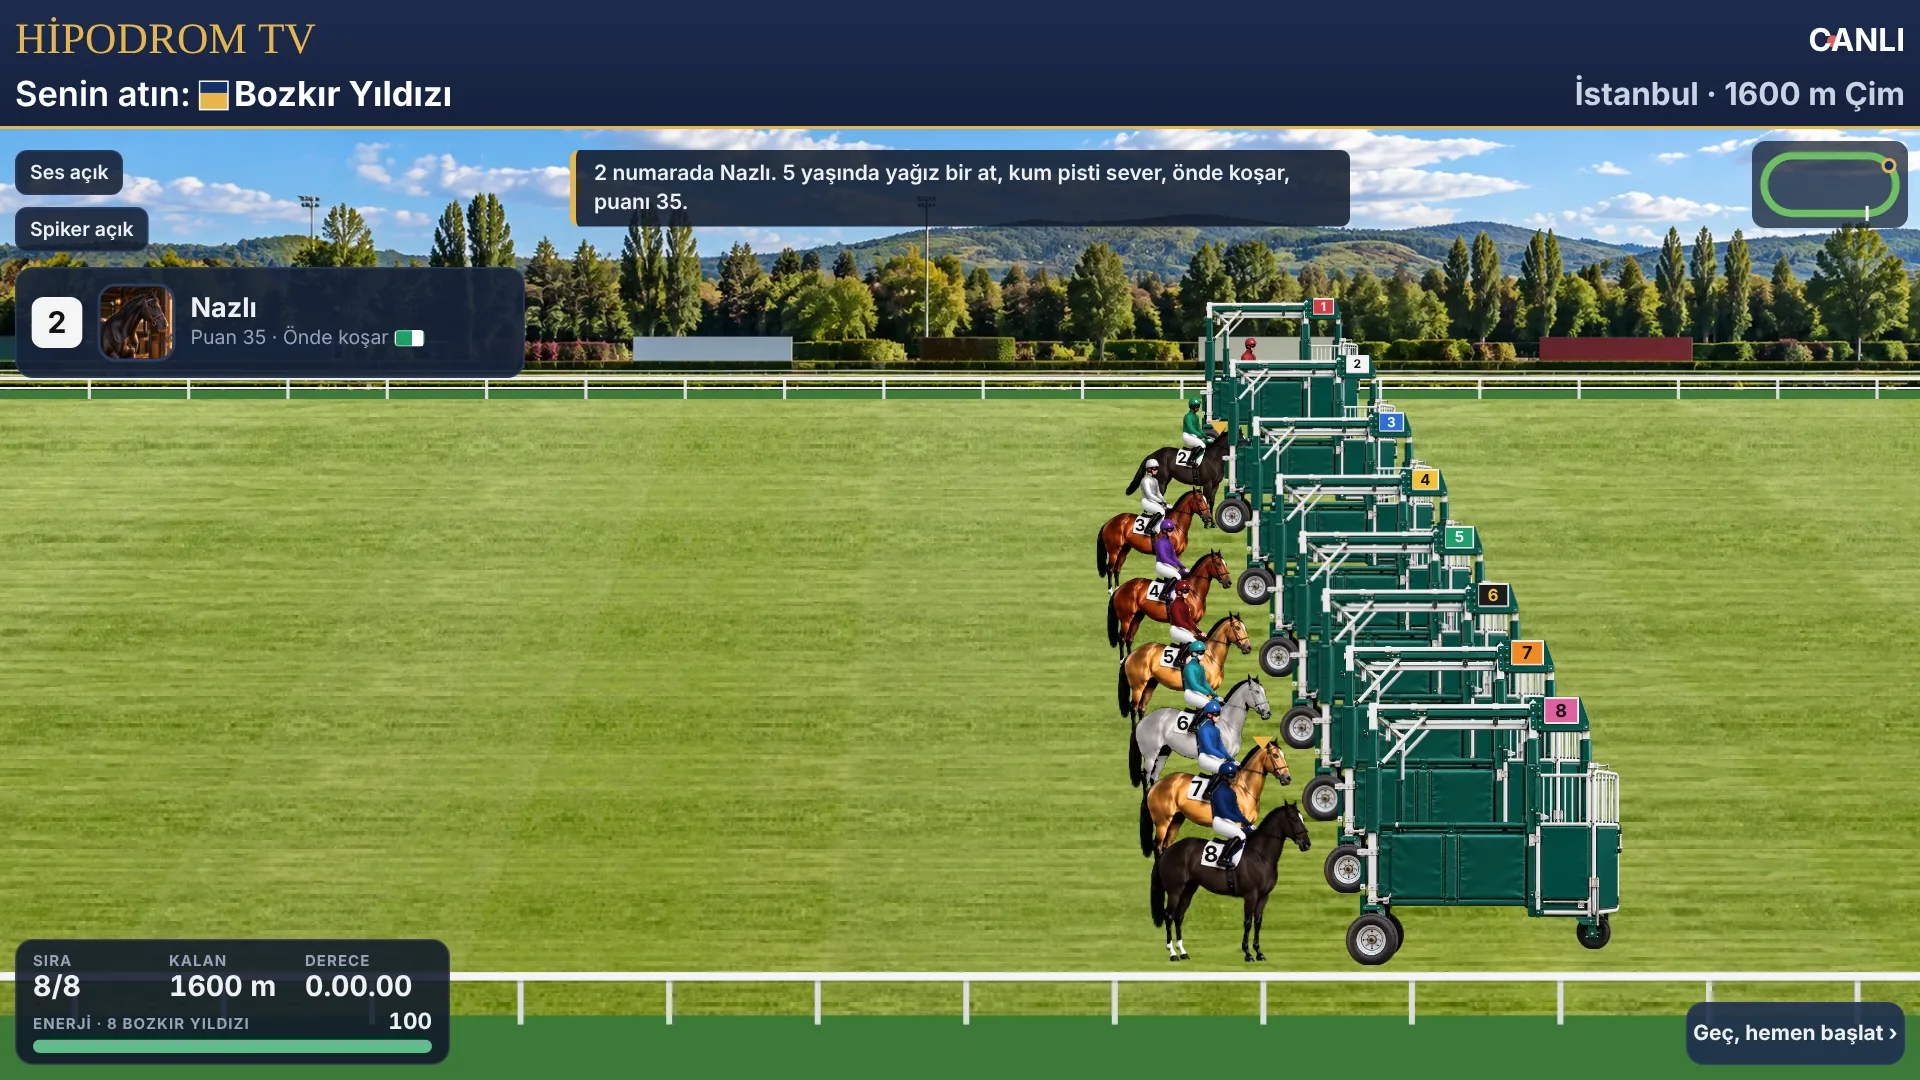 HİPODROM TV
CANLI
Senin atın: Bozkır Yıldızı
İstanbul · 1600 m Çim
Ses açık
Spiker açık
2 numarada Nazlı. 5 yaşında yağız bir at, kum pisti sever, önde koşar,
puanı 35.
2
Nazlı
Puan 35 · Önde koşar
1
2
3
4
5
6
7
8
2
3
4
5
6
7
8
SIRA
8/8
KALAN
1600 m
DERECE
0.00.00
ENERJİ · 8 BOZKIR YILDIZI
100
Geç, hemen başlat ›